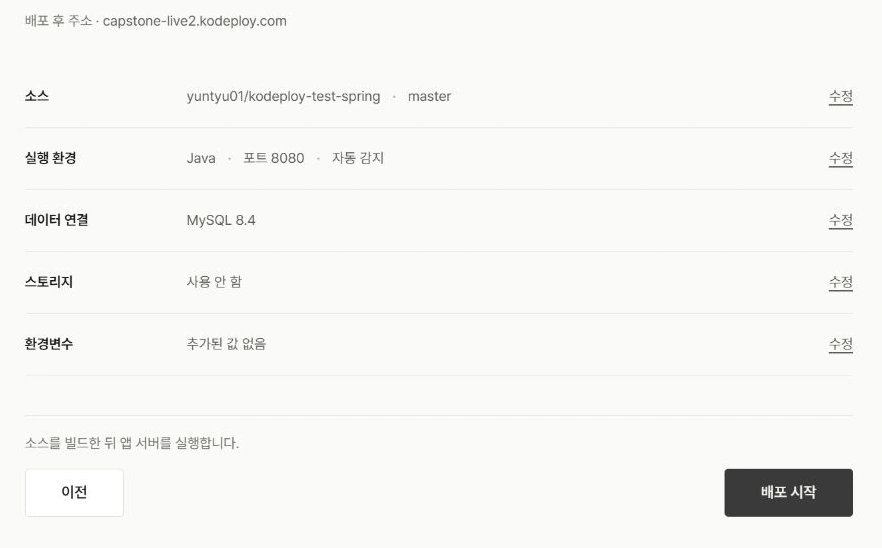 배포 후 주소 · capstone-live2.kodeploy.com
소스 yuntyu01/kodeploy-test-spring · master 수정
실행 환경 Java · 포트 8080 · 자동 감지 수정
데이터 연결 MySQL 8.4 수정
스토리지 사용 안 함 수정
환경변수 추가된 값 없음 수정
소스를 빌드한 뒤 앱 서버를 실행합니다.
이전 배포 시작